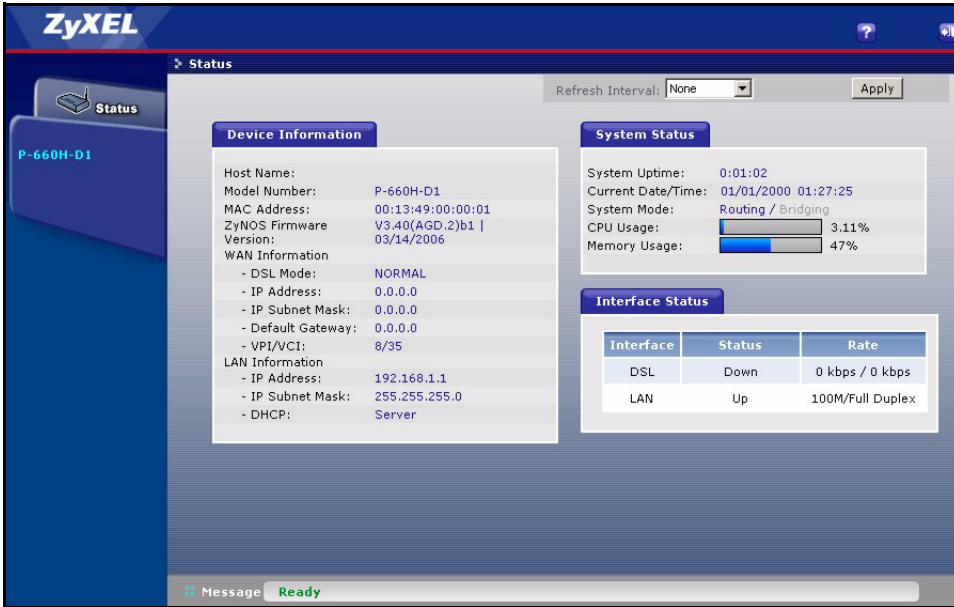 ZyXEL
?
Status
Status
P-660H-D1
Refresh Interval: None
Apply
Device Information
Host Name:
Model Number: P-660H-D1
MAC Address: 00:13:49:00:00:01
ZyNOS Firmware Version: V3.40(AGD.2)b1 | 03/14/2006
WAN Information
- DSL Mode: NORMAL
- IP Address: 0.0.0.0
- IP Subnet Mask: 0.0.0.0
- Default Gateway: 0.0.0.0
- VPI/VCI: 8/35
LAN Information
- IP Address: 192.168.1.1
- IP Subnet Mask: 255.255.255.0
- DHCP: Server
System Status
System Uptime: 0:01:02
Current Date/Time: 01/01/2000 01:27:25
System Mode: Routing / Bridging
CPU Usage: 3.11%
Memory Usage: 47%
Interface Status
Interface Status Rate
DSL Down 0 kbps / 0 kbps
LAN Up 100M/Full Duplex
Message Ready